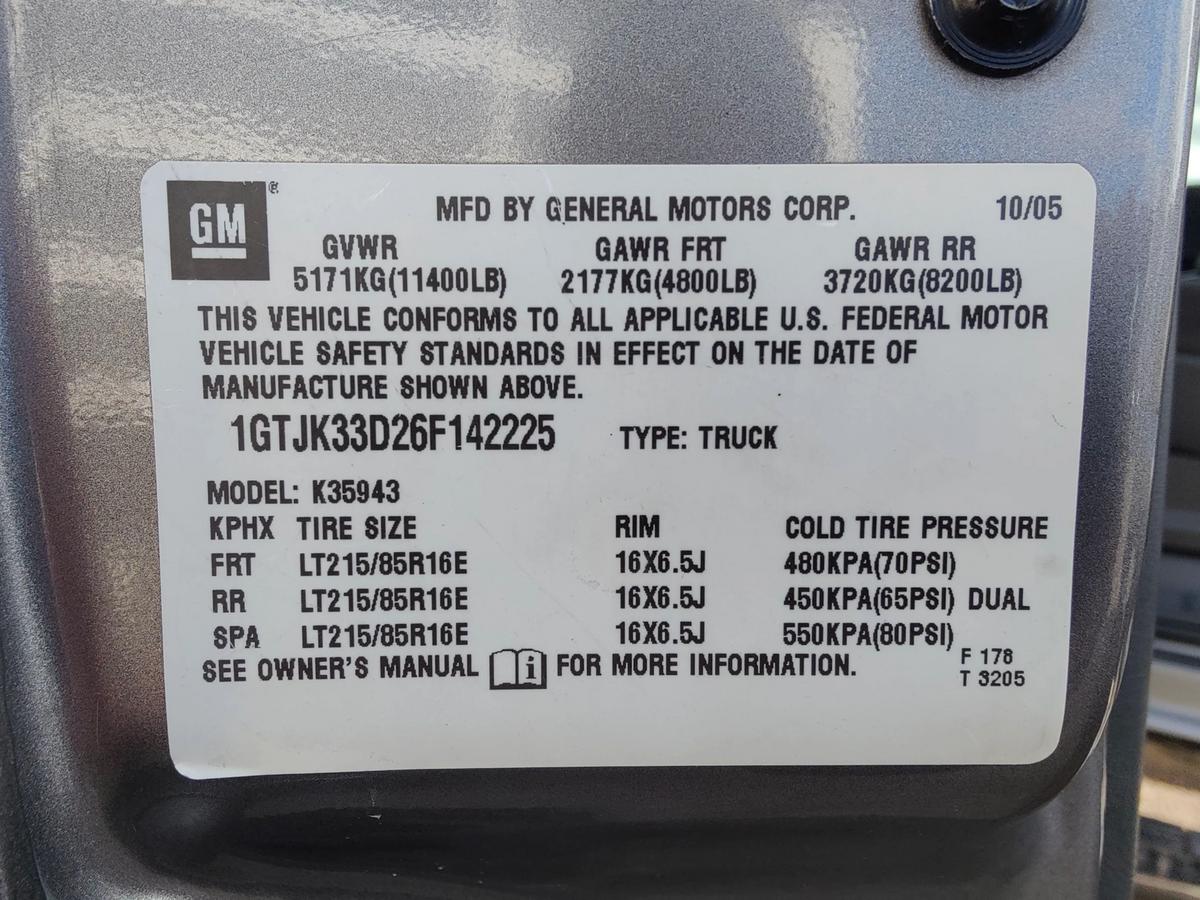 GM ®
MFD BY GENERAL MOTORS CORP. 10/05
GVWR GAWR FRT GAWR RR
5171KG(11400LB) 2177KG(4800LB) 3720KG(8200LB)
THIS VEHICLE CONFORMS TO ALL APPLICABLE U.S. FEDERAL MOTOR
VEHICLE SAFETY STANDARDS IN EFFECT ON THE DATE OF
MANUFACTURE SHOWN ABOVE.
1GTJK33D26F142225 TYPE: TRUCK
MODEL: K35943
KPHX TIRE SIZE RIM COLD TIRE PRESSURE
FRT LT215/85R16E 16X6.5J 480KPA(70PSI)
RR LT215/85R16E 16X6.5J 450KPA(65PSI) DUAL
SPA LT215/85R16E 16X6.5J 550KPA(80PSI)
SEE OWNER'S MANUAL i FOR MORE INFORMATION.
F 178
T 3205